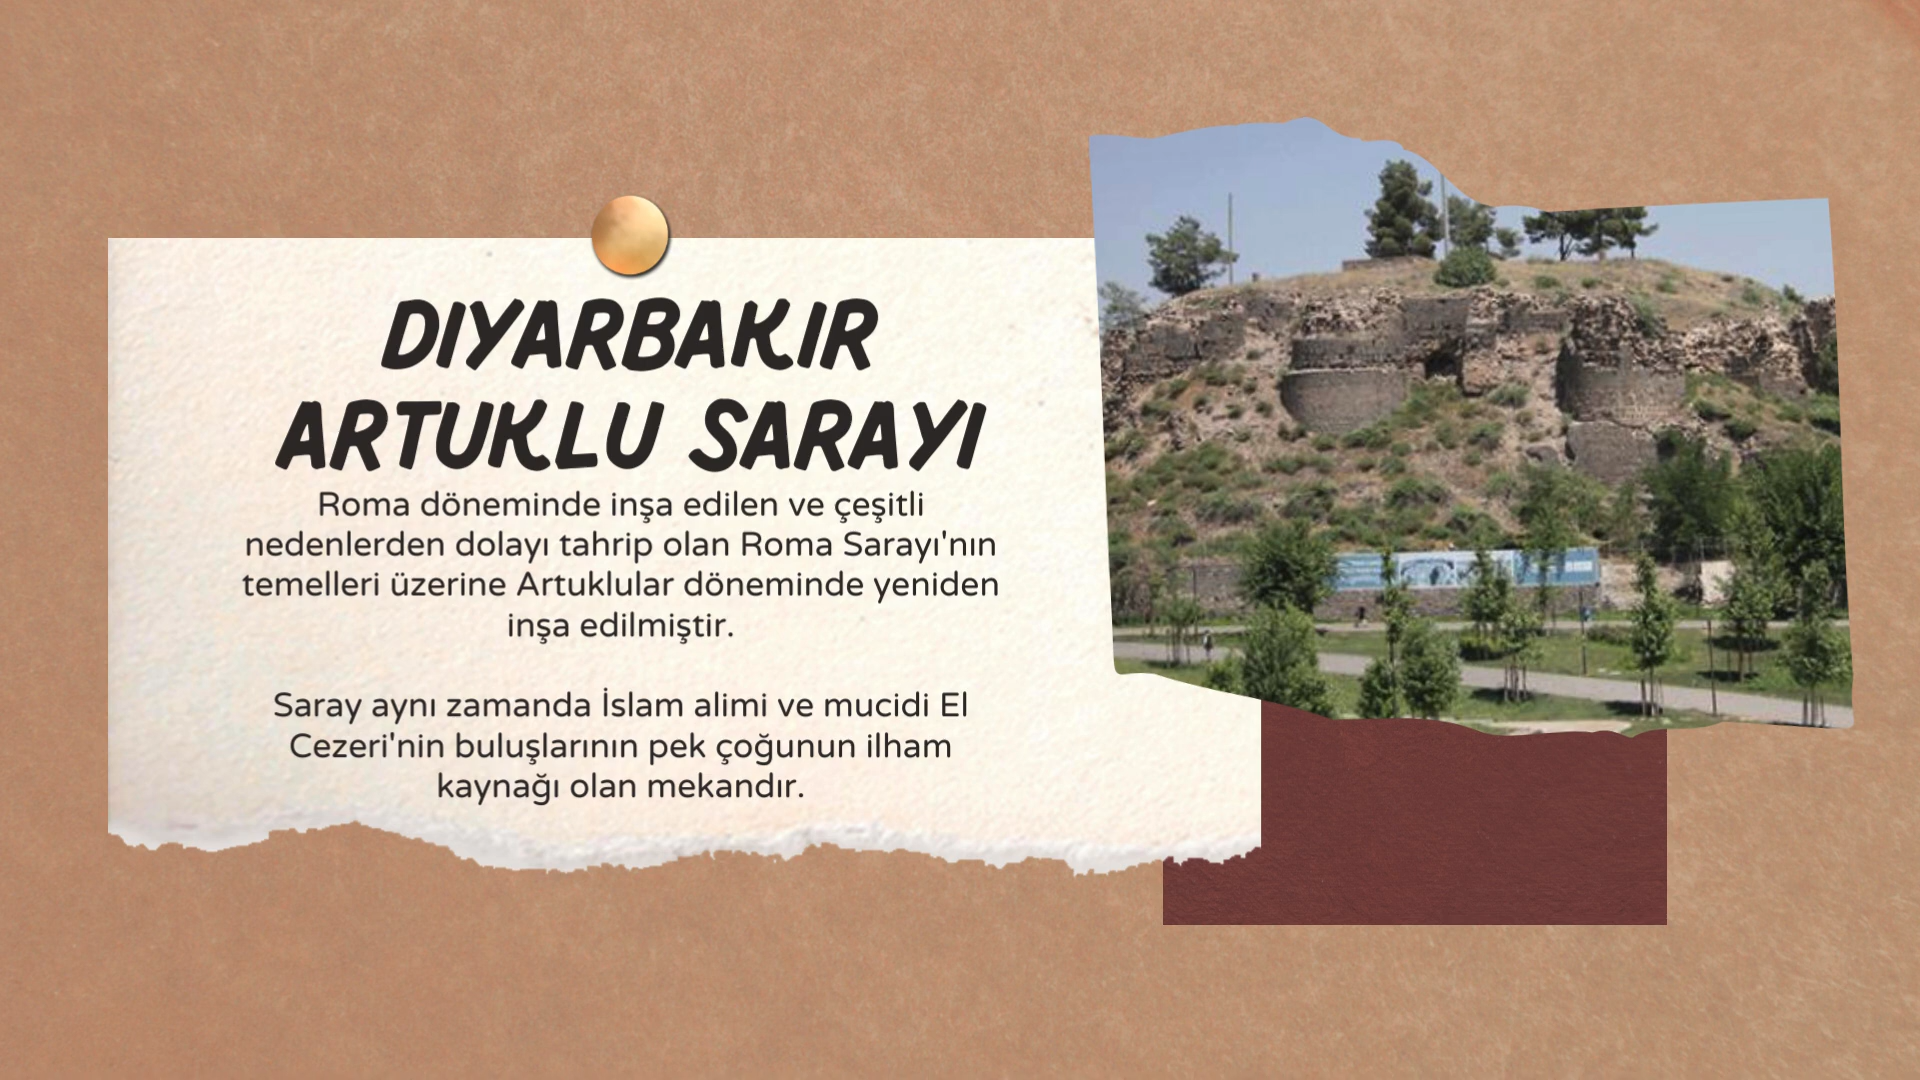 DIYARBAKIR
ARTUKLU SARAYI
Roma döneminde inşa edilen ve çeşitli
nedenlerden dolayı tahrip olan Roma Sarayı'nın
temelleri üzerine Artuklular döneminde yeniden
inşa edilmiştir.
Saray aynı zamanda İslam alimi ve mucidi El
Cezeri'nin buluşlarının pek çoğunun ilham
kaynağı olan mekandır.